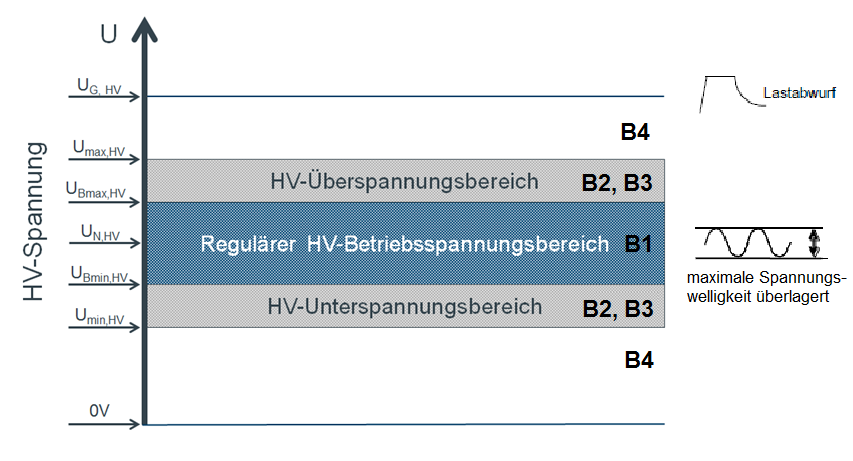 U
HV-Spannung
U_G, HV
Lastabwurf
B4
U_max,HV
HV-Überspannungsbereich B2, B3
U_Bmax,HV
U_N,HV
Regulärer HV-Betriebsspannungsbereich B1
U_Bmin,HV
maximale Spannungs-
welligkeit überlagert
HV-Unterspannungsbereich B2, B3
U_min,HV
B4
0V